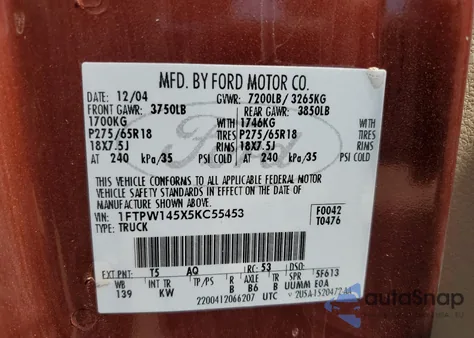 MFD. BY FORD MOTOR CO.
DATE: 12/04 GVWR: 7200LB/ 3265KG
FRONT GAWR: 3750LB REAR GAWR: 3850LB
1700KG WITH 1746KG WITH
P275/65R18 TIRES P275/65R18 TIRES
18X7.5J RIMS 18X7.5J RIMS
AT 240 kPa/35 PSI COLD AT 240 kPa/35 PSI COLD
THIS VEHICLE CONFORMS TO ALL APPLICABLE FEDERAL MOTOR
VEHICLE SAFETY STANDARDS IN EFFECT ON THE DATE OF
MANUFACTURE SHOWN ABOVE.
VIN: 1FTPW145X5KC55453 F0042
TYPE: TRUCK T0476
EXT PNT: T5 AQ RC: 53 DSO: 5F613
WB INT TR TP/PS R AXLE TR SPR
139 KW B B6 B UUMM E0A
2200412066207 UTC
Ford
autoSnap